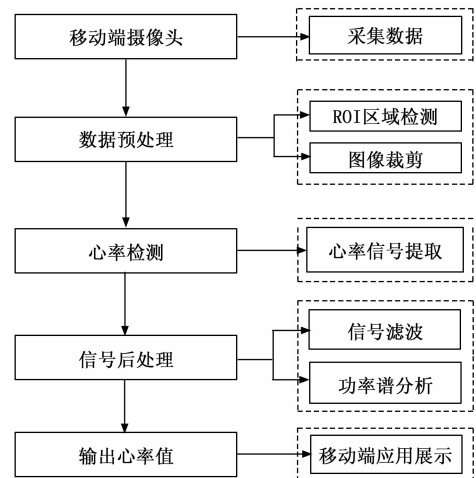 移动端摄像头
采集数据
数据预处理
ROI区域检测
图像裁剪
心率检测
心率信号提取
信号后处理
信号滤波
功率谱分析
输出心率值
移动端应用展示